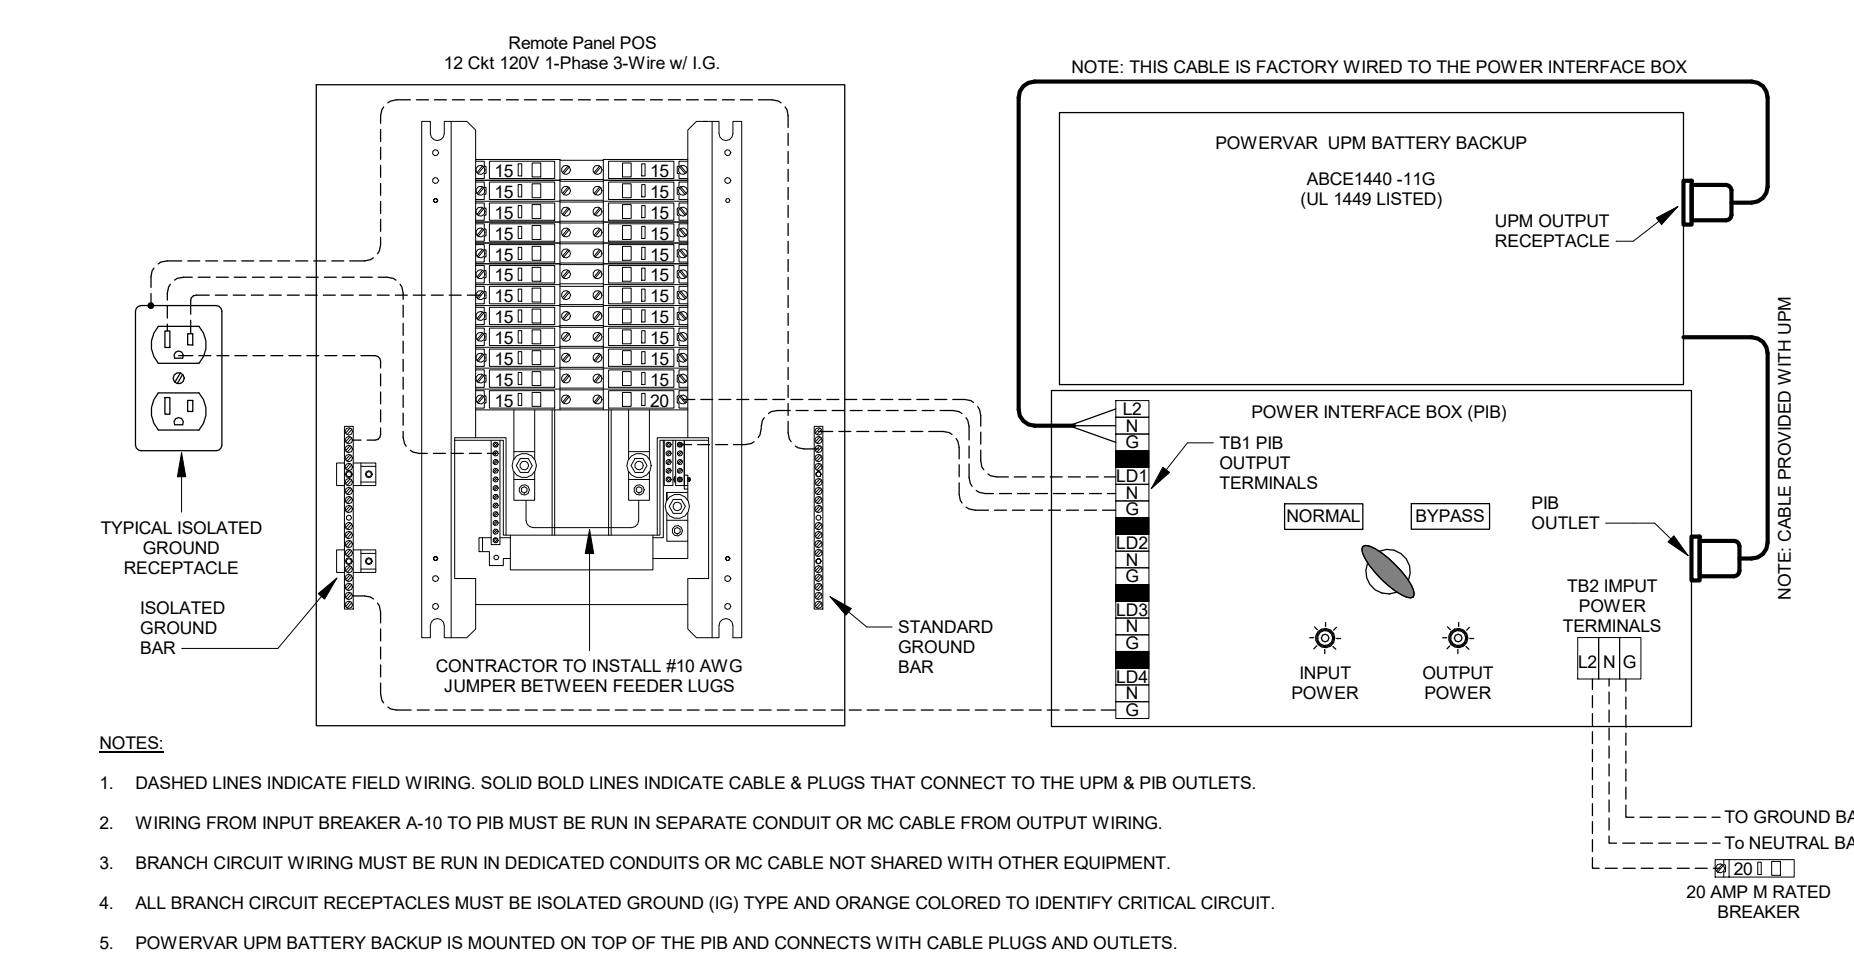 Remote Panel POS
12 Ckt 120V 1-Phase 3-Wire w/ I.G.
15 15
15 15
15 15
15 15
15 15
15 15
15 15
15 15
15 15
15 15
15 15
15 20
TYPICAL ISOLATED
GROUND
RECEPTACLE
ISOLATED
GROUND
BAR
CONTRACTOR TO INSTALL #10 AWG
JUMPER BETWEEN FEEDER LUGS
STANDARD
GROUND
BAR
NOTE: THIS CABLE IS FACTORY WIRED TO THE POWER INTERFACE BOX
POWERVAR UPM BATTERY BACKUP
ABCE1440 -11G
(UL 1449 LISTED)
UPM OUTPUT
RECEPTACLE
NOTE: CABLE PROVIDED WITH UPM
POWER INTERFACE BOX (PIB)
L2
N
G
LD1
N
G
LD2
N
G
LD3
N
G
LD4
N
G
TB1 PIB
OUTPUT
TERMINALS
NORMAL
BYPASS
PIB
OUTLET
INPUT
POWER
OUTPUT
POWER
TB2 IMPUT
POWER
TERMINALS
L2 N G
TO GROUND BA
To NEUTRAL BA
20
20 AMP M RATED
BREAKER
NOTES:
1. DASHED LINES INDICATE FIELD WIRING. SOLID BOLD LINES INDICATE CABLE & PLUGS THAT CONNECT TO THE UPM & PIB OUTLETS.
2. WIRING FROM INPUT BREAKER A-10 TO PIB MUST BE RUN IN SEPARATE CONDUIT OR MC CABLE FROM OUTPUT WIRING.
3. BRANCH CIRCUIT WIRING MUST BE RUN IN DEDICATED CONDUITS OR MC CABLE NOT SHARED WITH OTHER EQUIPMENT.
4. ALL BRANCH CIRCUIT RECEPTACLES MUST BE ISOLATED GROUND (IG) TYPE AND ORANGE COLORED TO IDENTIFY CRITICAL CIRCUIT.
5. POWERVAR UPM BATTERY BACKUP IS MOUNTED ON TOP OF THE PIB AND CONNECTS WITH CABLE PLUGS AND OUTLETS.